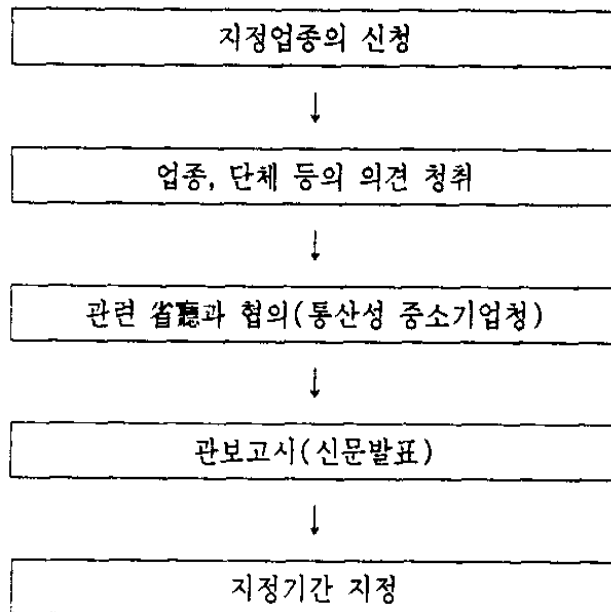 지정업종의 신청
↓
업종, 단체 등의 의견 청취
↓
관련 省廳과 협의(통산성 중소기업청)
↓
관보고시(신문발표)
↓
지정기간 지정